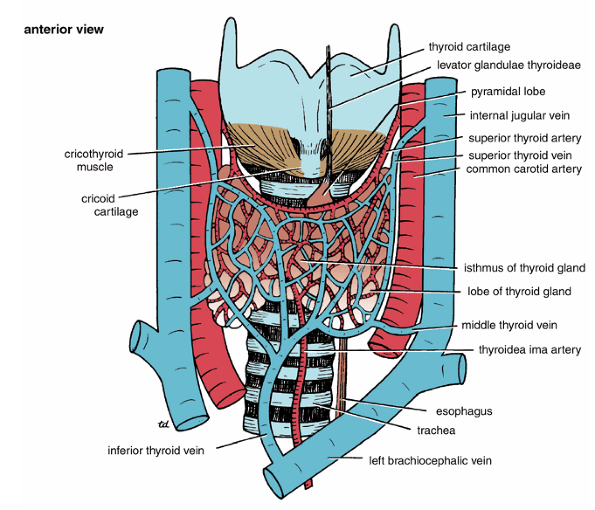 anterior view
thyroid cartilage
levator glandulae thyroideae
pyramidal lobe
internal jugular vein
superior thyroid artery
superior thyroid vein
common carotid artery
cricothyroid
muscle
cricoid
cartilage
isthmus of thyroid gland
lobe of thyroid gland
middle thyroid vein
thyroidea ima artery
esophagus
trachea
td
inferior thyroid vein
left brachiocephalic vein